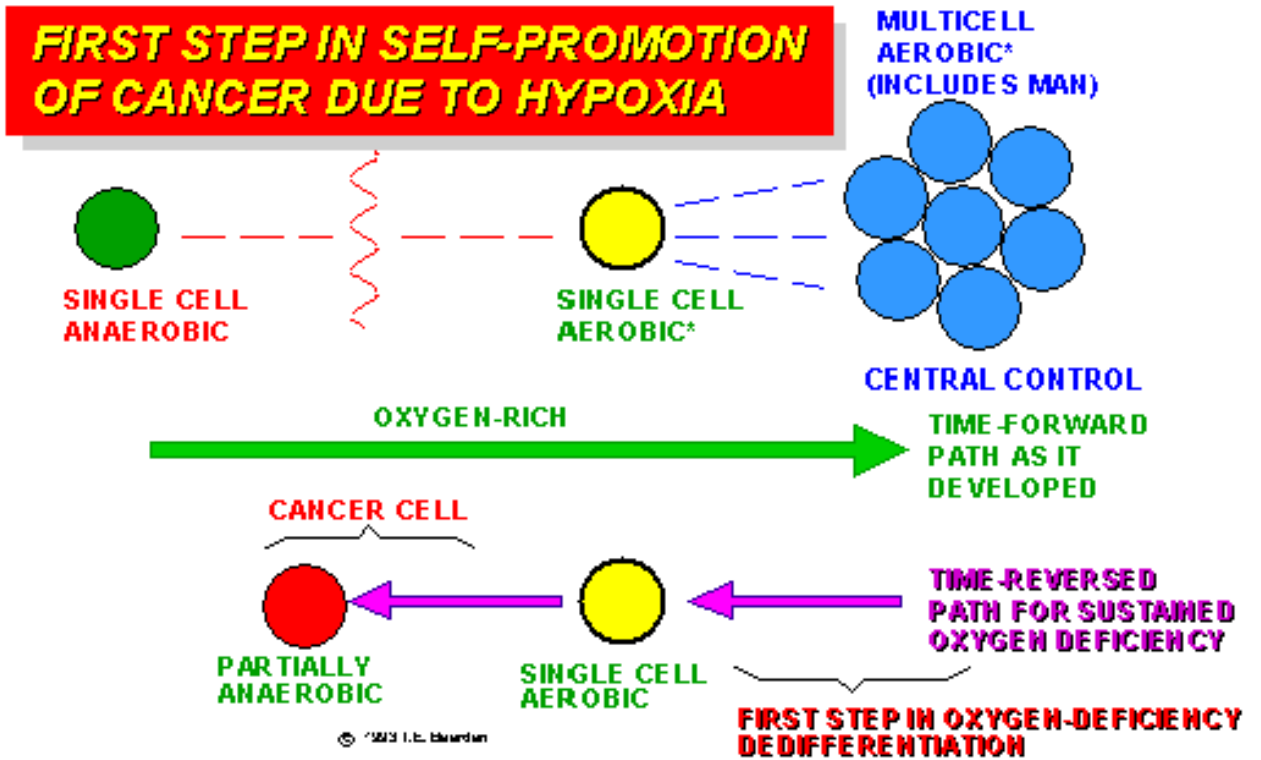 FIRST STEP IN SELF-PROMOTION
OF CANCER DUE TO HYPOXIA
MULTICELL
AEROBIC*
(INCLUDES MAN)
SINGLE CELL
ANAEROBIC
SINGLE CELL
AEROBIC*
CENTRAL CONTROL
OXYGEN-RICH
TIME-FORWARD
PATH AS IT
DEVELOPED
CANCER CELL
TIME-REVERSED
PATH FOR SUSTAINED
OXYGEN DEFICIENCY
PARTIALLY
ANAEROBIC
SINGLE CELL
AEROBIC
FIRST STEP IN OXYGEN-DEFICIENCY
DEDIFFERENTIATION
©